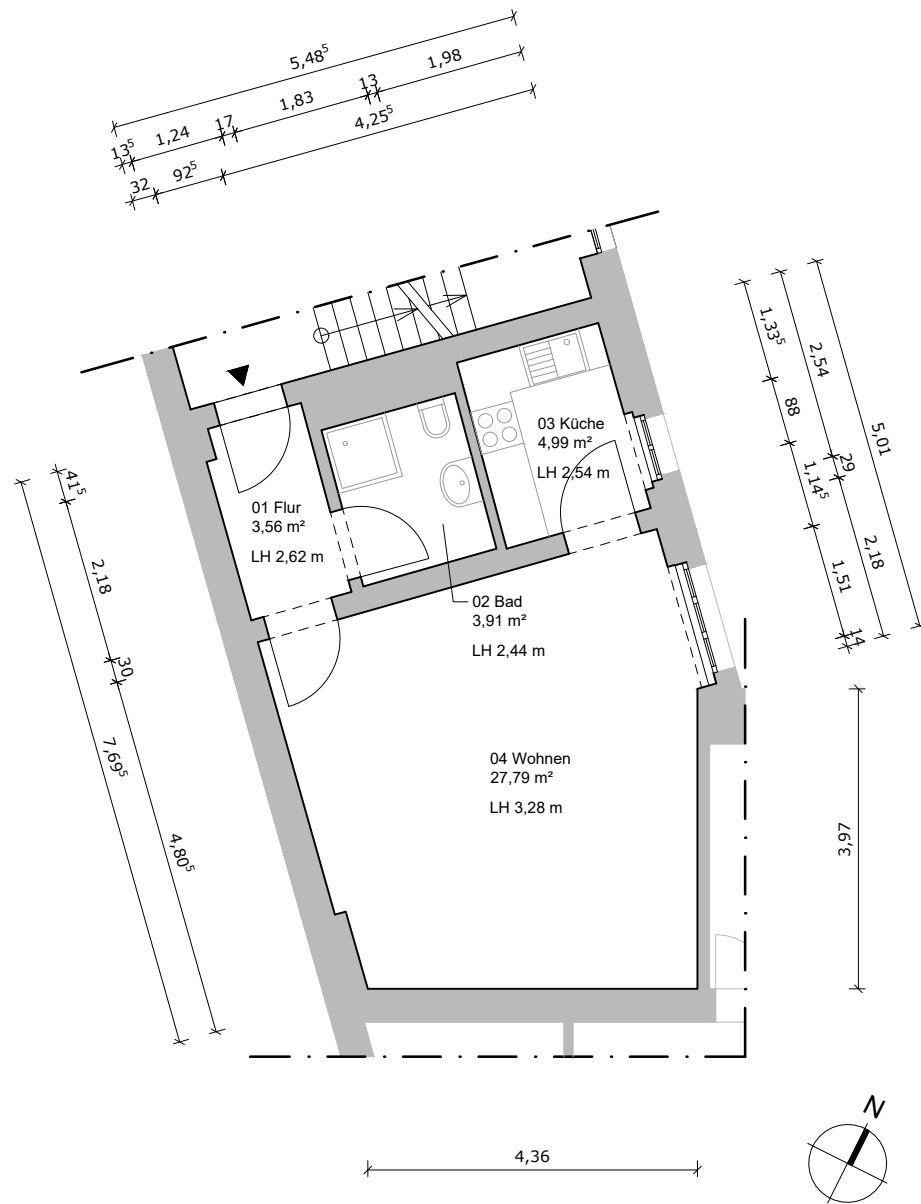 5,48⁵
13⁵ 1,24 17 1,83 13 1,98
32 92⁵ 4,25⁵
1,33⁵ 88 1,14⁵ 1,51 14
2,54 29 2,18
5,01
41⁵ 2,18 30 4,80⁵
7,69⁵
03 Küche
4,99 m²
LH 2,54 m
01 Flur
3,56 m²
LH 2,62 m
02 Bad
3,91 m²
LH 2,44 m
04 Wohnen
27,79 m²
LH 3,28 m
3,97
4,36
N